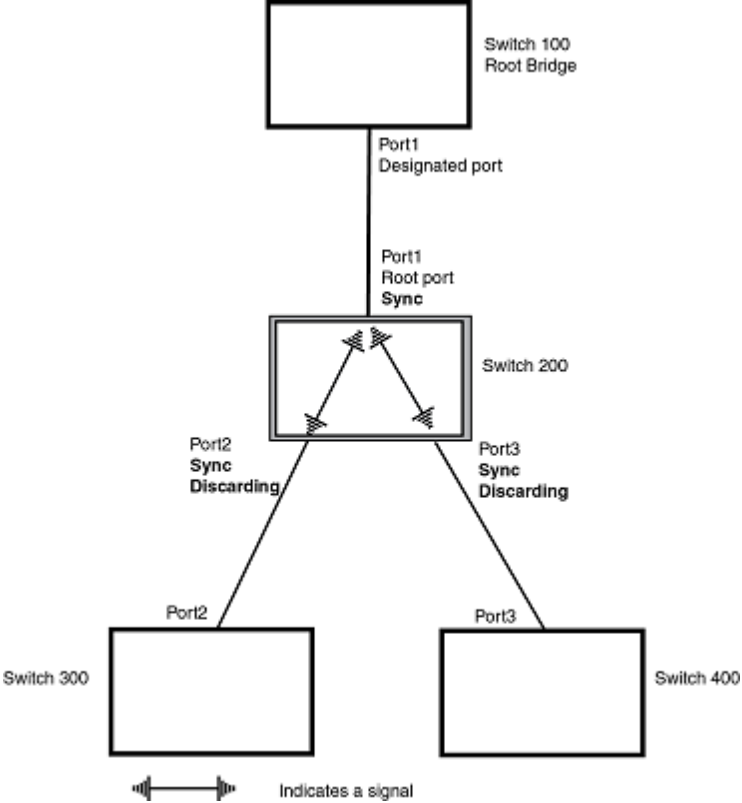 Switch 100
Root Bridge
Port1
Designated port
Port1
Root port
Sync
Switch 200
Port2
Sync
Discarding
Port3
Sync
Discarding
Port2
Port3
Switch 300
Switch 400
Indicates a signal